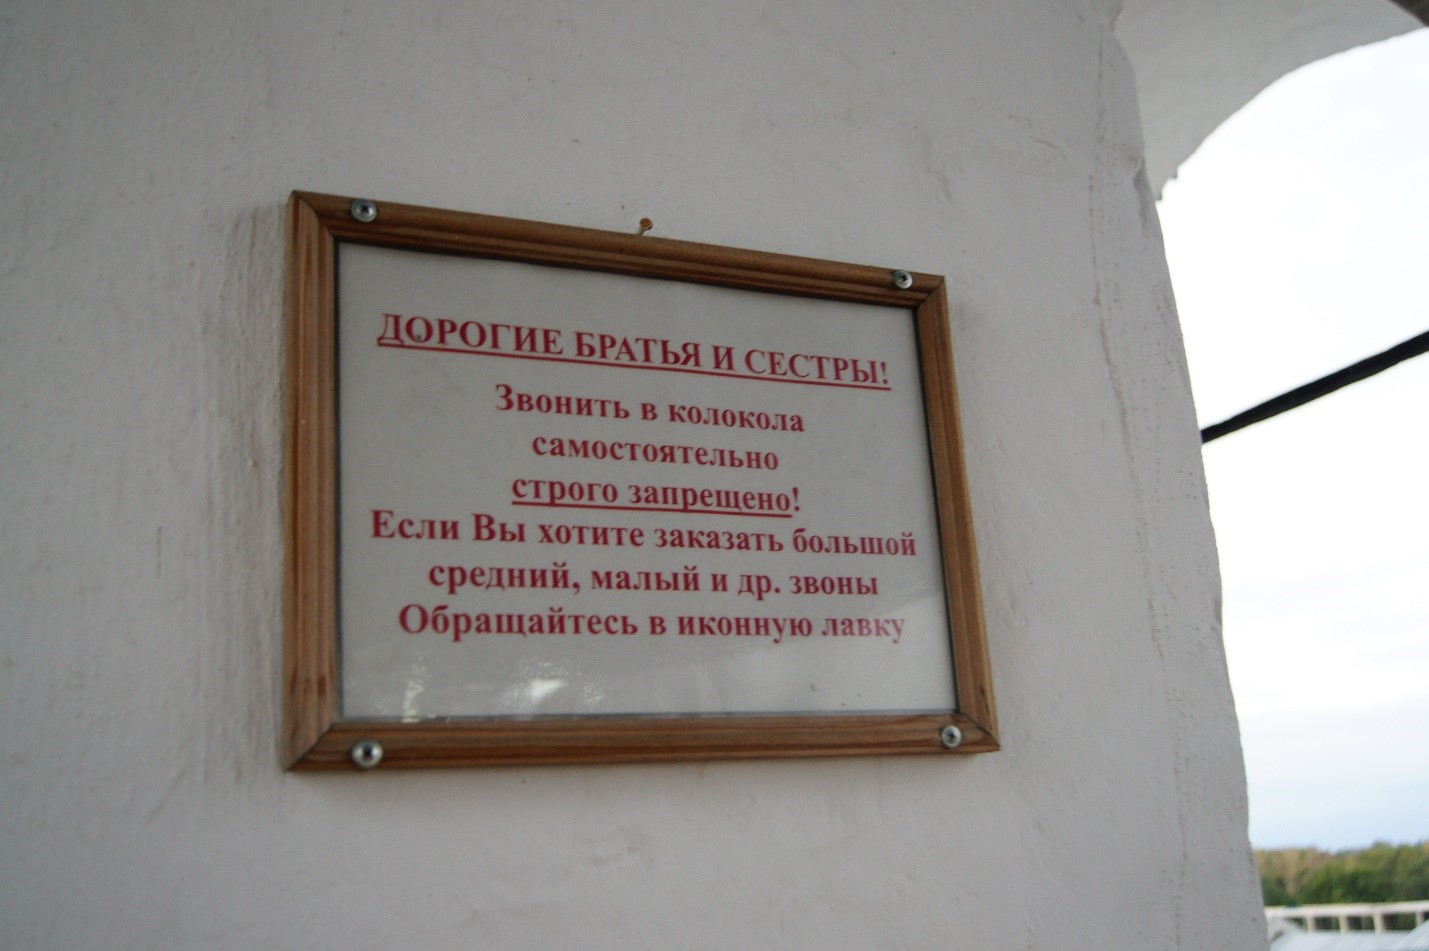 ДОРОГИЕ БРАТЬЯ И СЕСТРЫ!
Звонить в колокола
самостоятельно
строго запрещено!
Если Вы хотите заказать большой
средний, малый и др. звоны
Обращайтесь в иконную лавку